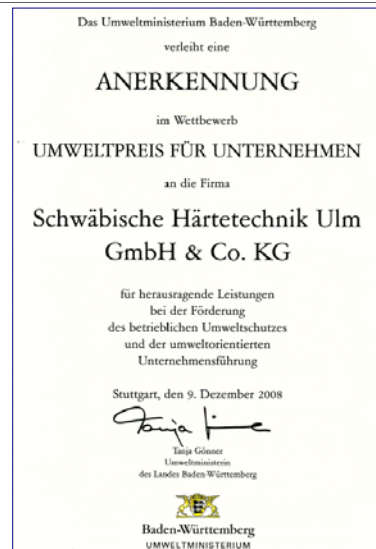 Das Umweltministerium Baden-Württemberg
verleiht eine
ANERKENNUNG
im Wettbewerb
UMWELTPREIS FÜR UNTERNEHMEN
an die Firma
Schwäbische Härtetechnik Ulm
GmbH & Co. KG
für herausragende Leistungen
bei der Förderung
des betrieblichen Umweltschutzes
und der umweltorientierten
Unternehmensführung
Stuttgart, den 9. Dezember 2008
Tanja Gönner
Umweltministerin
des Landes Baden-Württemberg
Baden-Württemberg
UMWELTMINISTERIUM